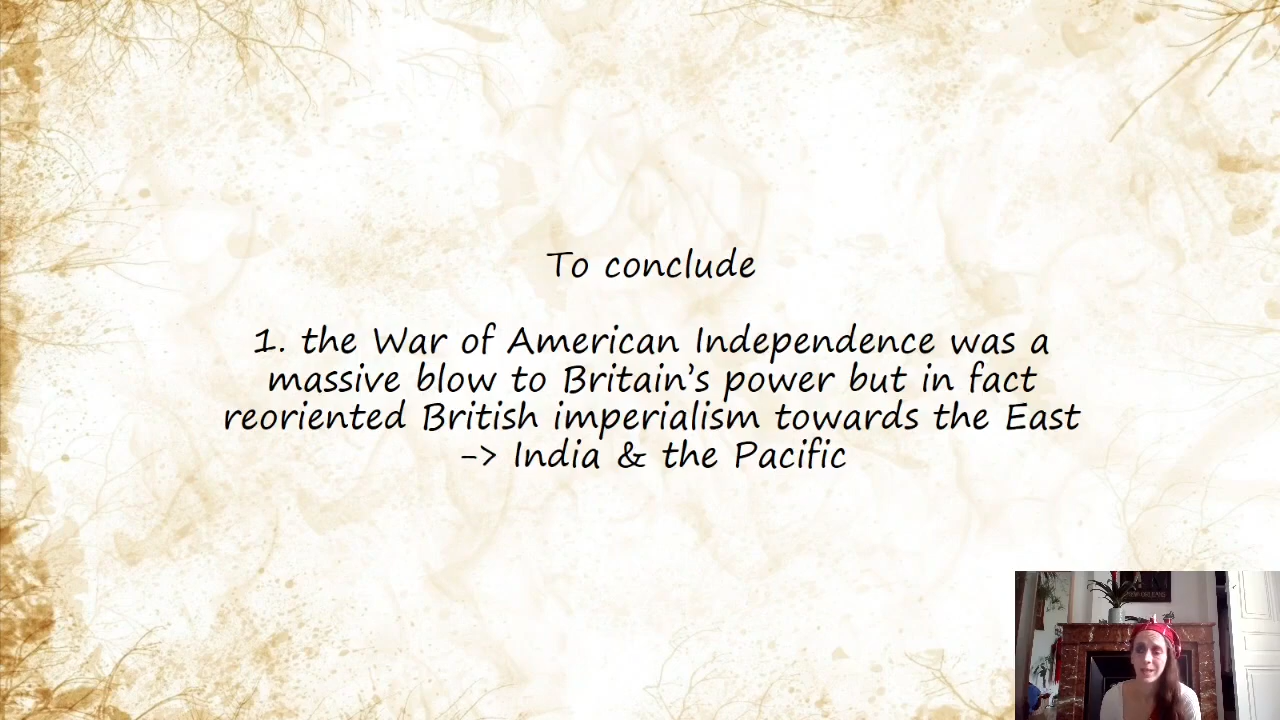 To conclude
1. the War of American Independence was a
massive blow to Britain's power but in fact
reoriented British imperialism towards the East
-> India & the Pacific